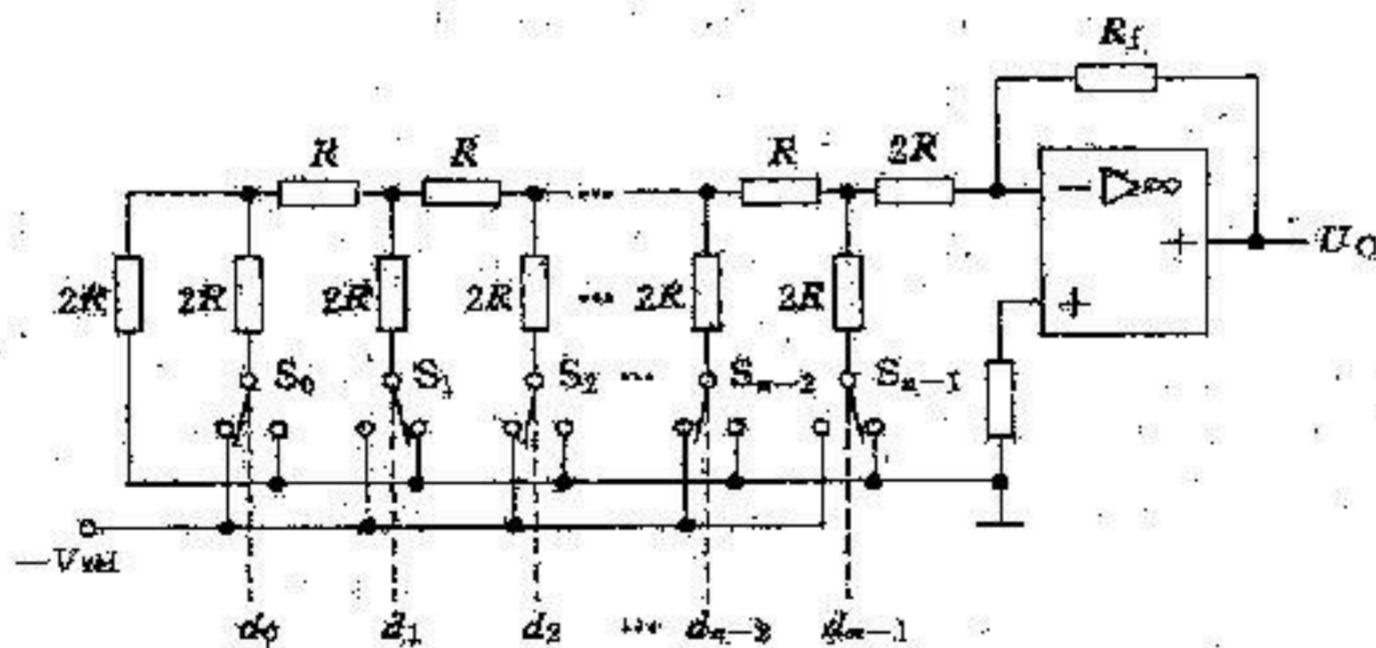 R_f
R R R 2R
− ▷∞
+ U_O
2R 2R 2R 2R ... 2R 2R
+
S_0 S_1 S_2 ... S_{n-2} S_{n-1}
d_0 d_1 d_2 ... d_{n-2} d_{n-1}